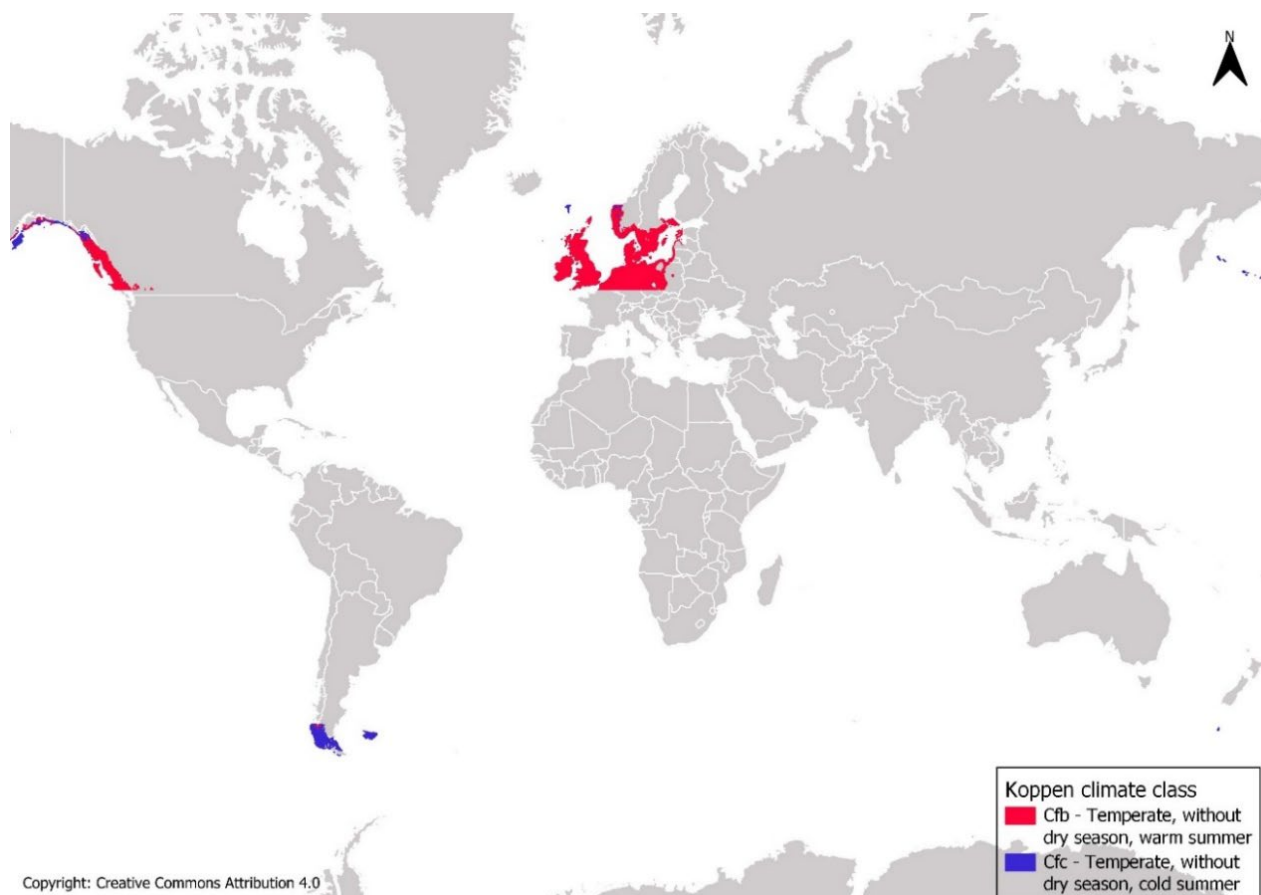 N
Koppen climate class
Cfb - Temperate, without
dry season, warm summer
Cfc - Temperate, without
dry season, cold summer
Copyright: Creative Commons Attribution 4.0